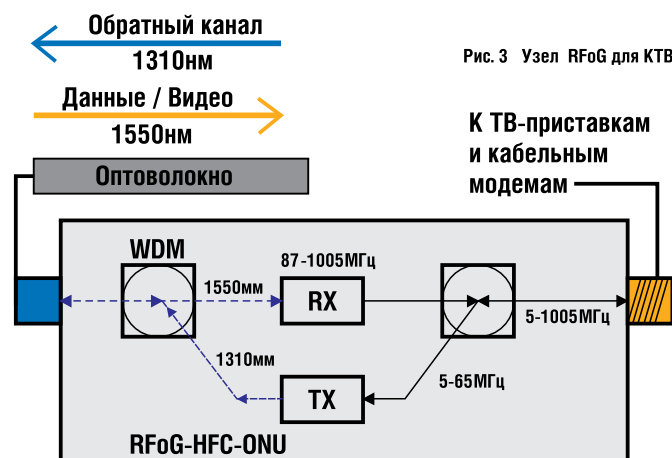 Обратный канал
1310нм
Рис. 3 Узел RFoG для КТВ
Данные / Видео
1550нм
К ТВ-приставкам
и кабельным
модемам
Оптоволокно
WDM
87-1005МГц
1550мм
RX
5-1005МГц
1310мм
5-65МГц
TX
RFoG-HFC-ONU